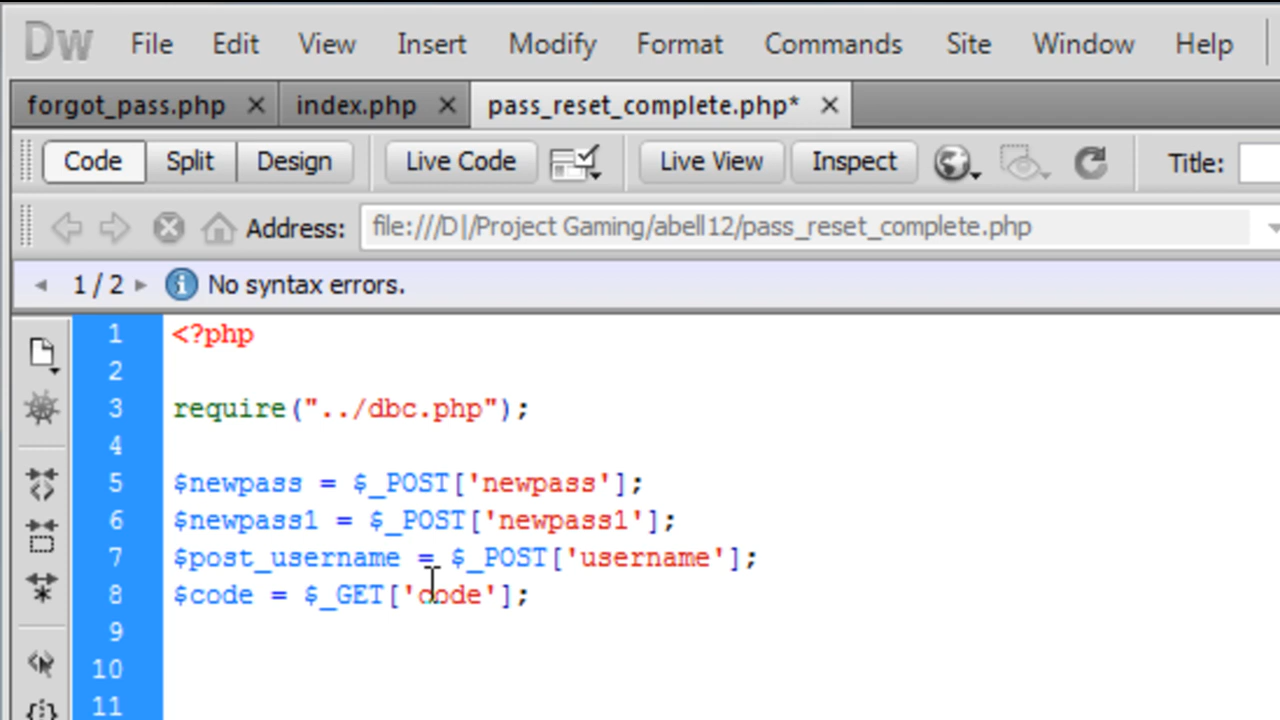 Dw File Edit View Insert Modify Format Commands Site Window Help
forgot_pass.php × index.php × pass_reset_complete.php* ×
Code Split Design Live Code Live View Inspect Title:
Address: file:///D|/Project Gaming/abell12/pass_reset_complete.php
1 / 2 No syntax errors.
1 <?php
2
3 require("../dbc.php");
4
5 $newpass = $_POST['newpass'];
6 $newpass1 = $_POST['newpass1'];
7 $post_username = $_POST['username'];
8 $code = $_GET['code'];
9
10
11